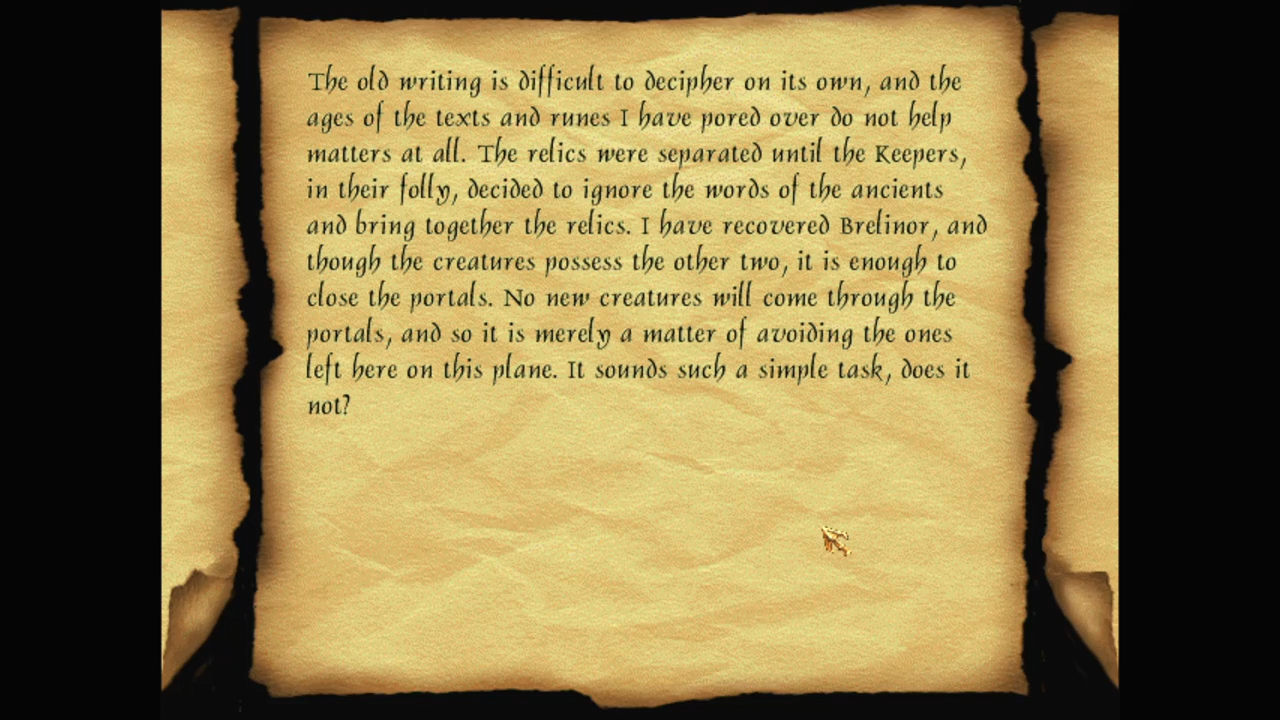 The old writing is difficult to decipher on its own, and the
ages of the texts and runes I have pored over do not help
matters at all. The relics were separated until the Keepers,
in their folly, decided to ignore the words of the ancients
and bring together the relics. I have recovered Brelinor, and
though the creatures possess the other two, it is enough to
close the portals. No new creatures will come through the
portals, and so it is merely a matter of avoiding the ones
left here on this plane. It sounds such a simple task, does it
not?